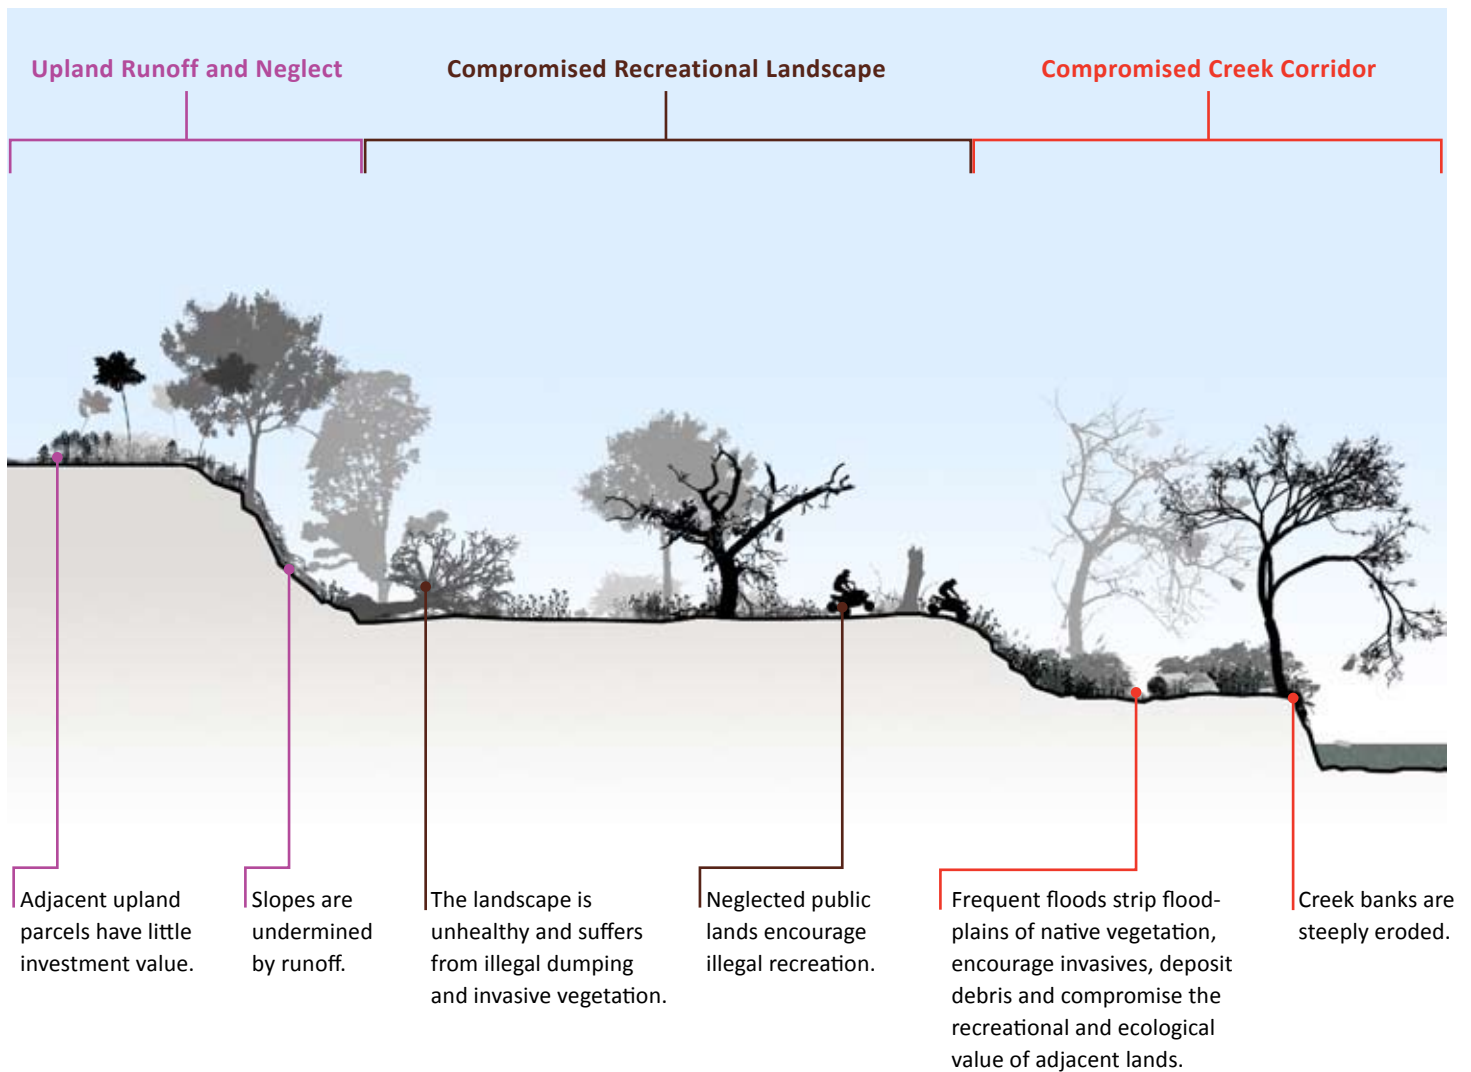 Upland Runoff and Neglect
Compromised Recreational Landscape
Compromised Creek Corridor
Adjacent upland
parcels have little
investment value.
Slopes are
undermined
by runoff.
The landscape is
unhealthy and suffers
from illegal dumping
and invasive vegetation.
Neglected public
lands encourage
illegal recreation.
Frequent floods strip flood-
plains of native vegetation,
encourage invasives, deposit
debris and compromise the
recreational and ecological
value of adjacent lands.
Creek banks are
steeply eroded.